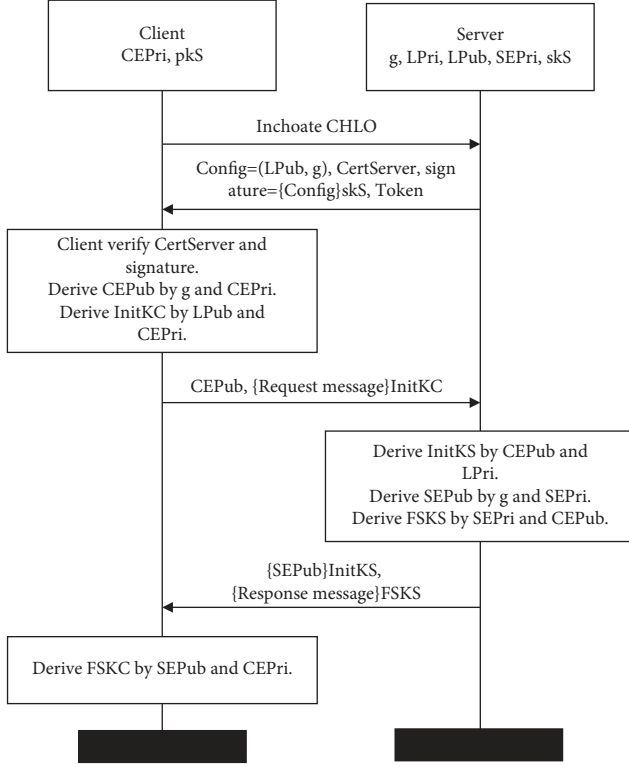 Client
CEPri, pkS
Server
g, LPri, LPub, SEPri, skS
Inchoate CHLO
Config=(LPub, g), CertServer, sign
ature={Config}skS, Token
Client verify CertServer and
signature.
Derive CEPub by g and CEPri.
Derive InitKC by LPub and
CEPri.
CEPub, {Request message}InitKC
Derive InitKS by CEPub and
LPri.
Derive SEPub by g and SEPri.
Derive FSKS by SEPri and CEPub.
{SEPub}InitKS,
{Response message}FSKS
Derive FSKC by SEPub and CEPri.